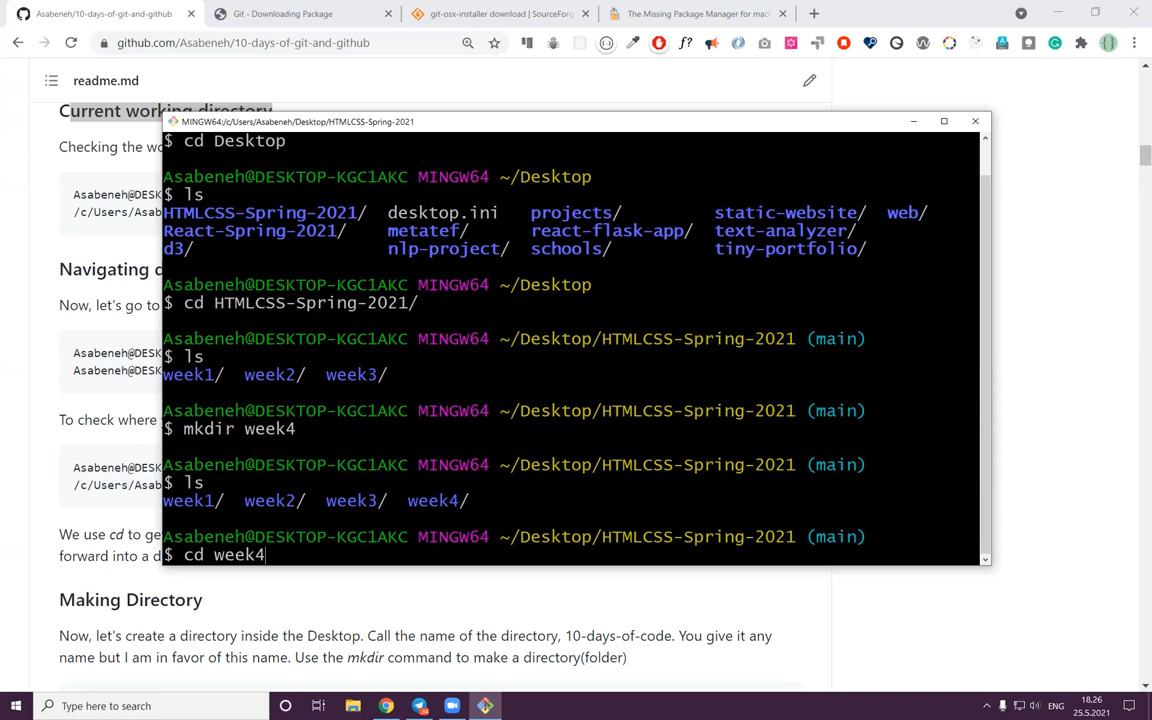 Asabeneh/10-days-of-git-and-github
Git - Downloading Package
git-osx-installer download | SourceForg
The Missing Package Manager for mac
github.com/Asabeneh/10-days-of-git-and-github
readme.md
Current working directory
Checking the wo
Asabeneh@DESK
/c/Users/Asab
Navigating d
Now, let's go to
Asabeneh@DESK
Asabeneh@DESK
To check where
Asabeneh@DESK
/c/Users/Asab
We use cd to ge
forward into a d
Making Directory
Now, let's create a directory inside the Desktop. Call the name of the directory, 10-days-of-code. You give it any
name but I am in favor of this name. Use the mkdir command to make a directory(folder)
MINGW64:/c/Users/Asabeneh/Desktop/HTMLCSS-Spring-2021
$ cd Desktop
Asabeneh@DESKTOP-KGC1AKC MINGW64 ~/Desktop
$ ls
HTMLCSS-Spring-2021/ desktop.ini projects/ static-website/ web/
React-Spring-2021/ metatef/ react-flask-app/ text-analyzer/
d3/ nlp-project/ schools/ tiny-portfolio/
Asabeneh@DESKTOP-KGC1AKC MINGW64 ~/Desktop
$ cd HTMLCSS-Spring-2021/
Asabeneh@DESKTOP-KGC1AKC MINGW64 ~/Desktop/HTMLCSS-Spring-2021 (main)
$ ls
week1/ week2/ week3/
Asabeneh@DESKTOP-KGC1AKC MINGW64 ~/Desktop/HTMLCSS-Spring-2021 (main)
$ mkdir week4
Asabeneh@DESKTOP-KGC1AKC MINGW64 ~/Desktop/HTMLCSS-Spring-2021 (main)
$ ls
week1/ week2/ week3/ week4/
Asabeneh@DESKTOP-KGC1AKC MINGW64 ~/Desktop/HTMLCSS-Spring-2021 (main)
$ cd week4
Type here to search
ENG
18.26
25.5.2021